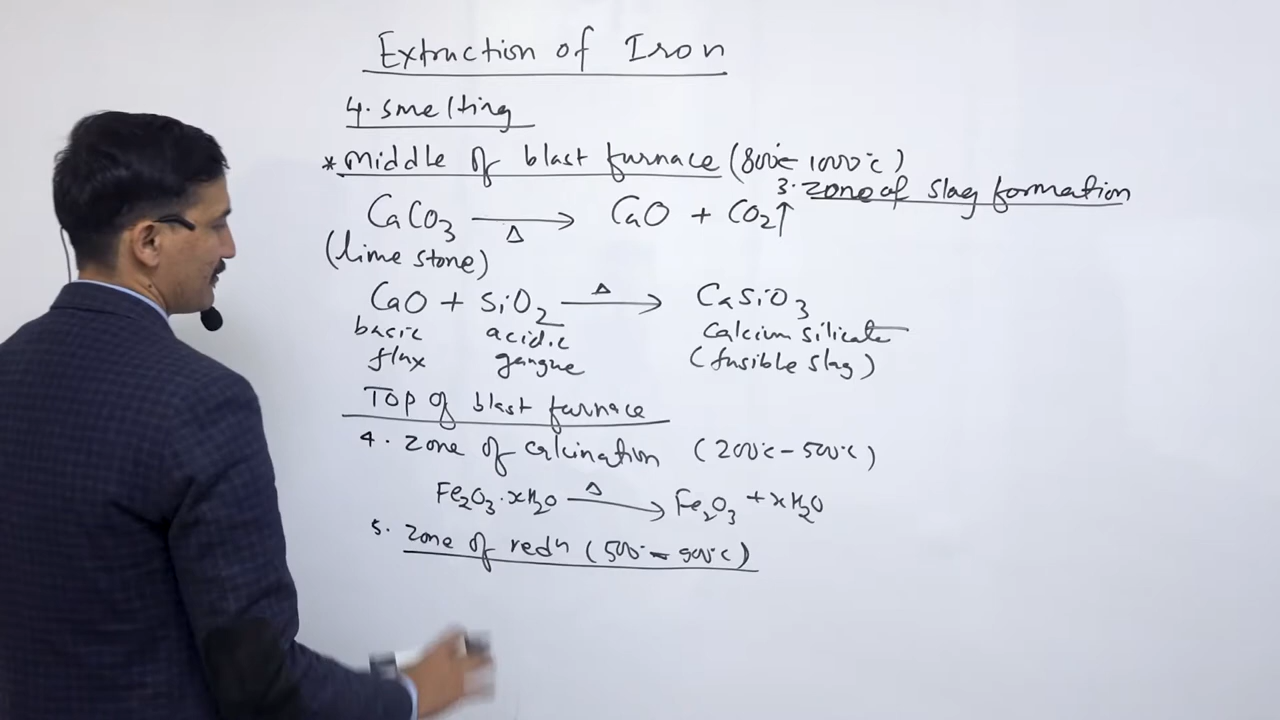 Extraction of Iron
4. smelting
* Middle of blast furnace (800°c - 1000°c)
3. zone of slag formation
CaCO₃ —Δ→ CaO + CO₂↑
(lime stone)
CaO + SiO₂ —Δ→ CaSiO₃
basic acidic calcium silicate
flux gangue (fusible slag)
Top of blast furnace
4. Zone of calcination (200°c - 500°c)
Fe₂O₃·xH₂O —Δ→ Fe₂O₃ + xH₂O
5. Zone of redⁿ (500° - 900°c)